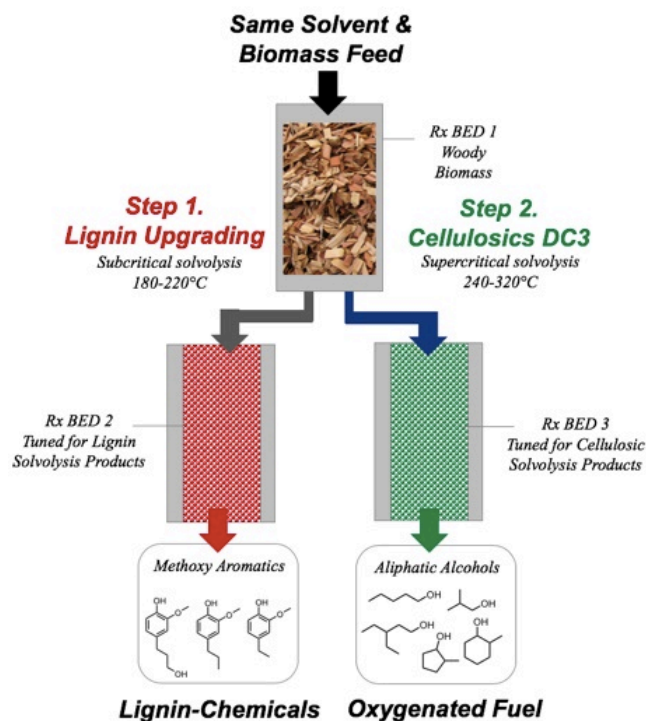 Same Solvent &
Biomass Feed
Rx BED 1
Woody
Biomass
Step 1.
Lignin Upgrading
Subcritical solvolysis
180-220°C
Step 2.
Cellulosics DC3
Supercritical solvolysis
240-320°C
Rx BED 2
Tuned for Lignin
Solvolysis Products
Rx BED 3
Tuned for Cellulosic
Solvolysis Products
Methoxy Aromatics
OH
O
OH
OH
O
OH
O
Aliphatic Alcohols
OH
OH
OH
OH
OH
Lignin-Chemicals
Oxygenated Fuel